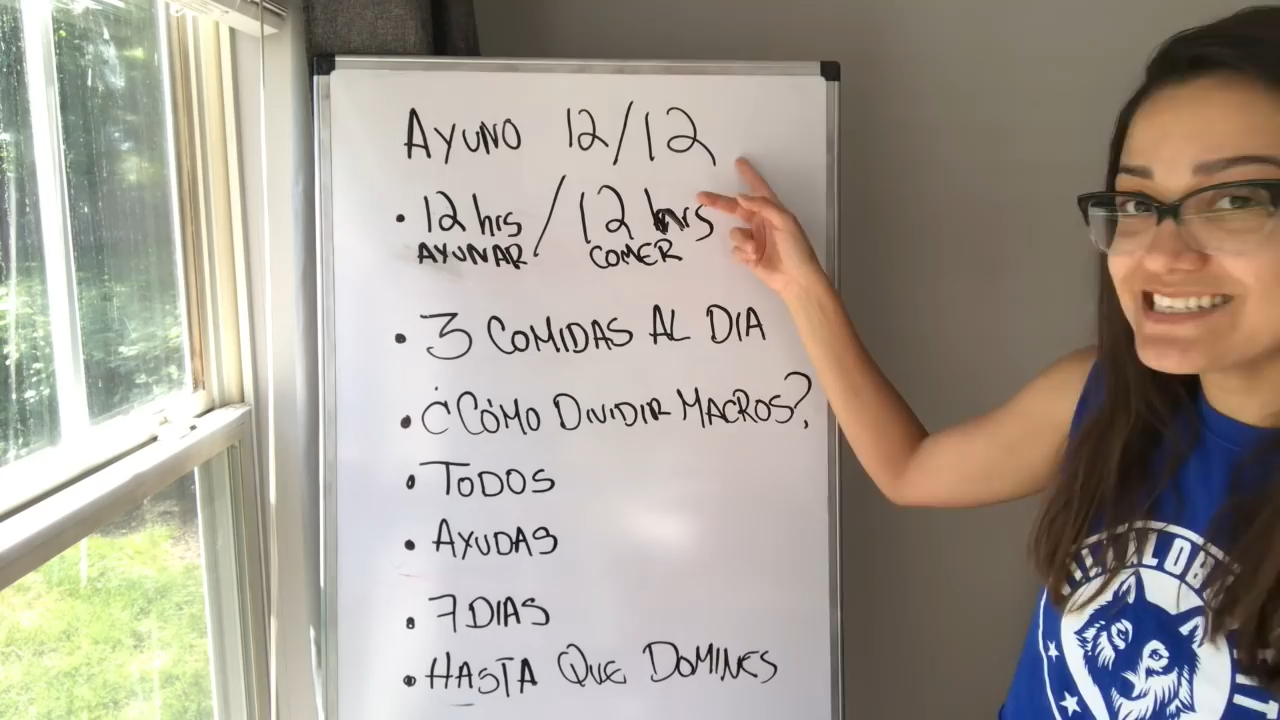 AYUNO 12/12
• 12 hrs / 12 hrs
AYUNAR COMER
• 3 COMIDAS AL DIA
• ¿CÓMO DIVIDIR MACROS?
• TODOS
• AYUDAS
• 7 DIAS
• HASTA QUE DOMINES